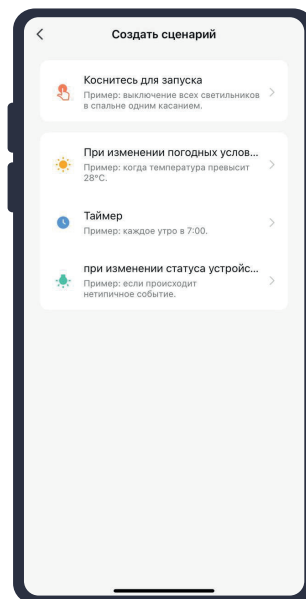 Создать сценарий
Коснитесь для запуска
Пример: выключение всех светильников
в спальне одним касанием.
При изменении погодных услов...
Пример: когда температура превысит
28°C.
Таймер
Пример: каждое утро в 7:00.
при изменении статуса устройс...
Пример: если происходит
нетипичное событие.